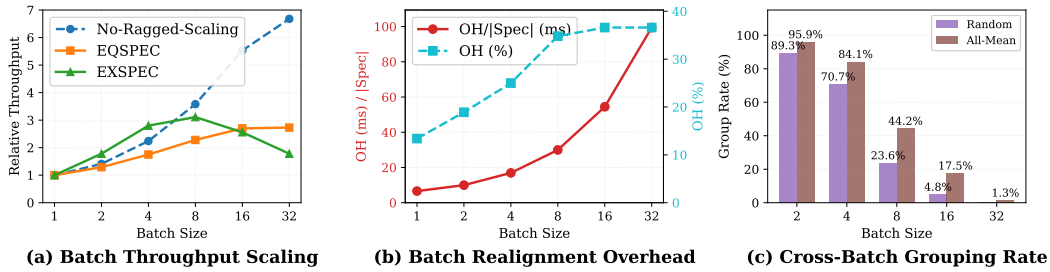 7
6
5
4
3
2
1
0
Relative Throughput
No-Ragged-Scaling
EQSPEC
EXSPEC
1 2 4 8 16 32
Batch Size
(a) Batch Throughput Scaling
100
80
60
40
20
0
OH (ms) / |Spec|
OH/|Spec| (ms)
OH (%)
40
30
20
10
0
OH (%)
1 2 4 8 16 32
Batch Size
(b) Batch Realignment Overhead
100
80
60
40
20
0
Group Rate (%)
Random
All-Mean
89.3% 95.9%
70.7% 84.1%
23.6% 44.2%
4.8% 17.5%
1.3%
2 4 8 16 32
Batch Size
(c) Cross-Batch Grouping Rate